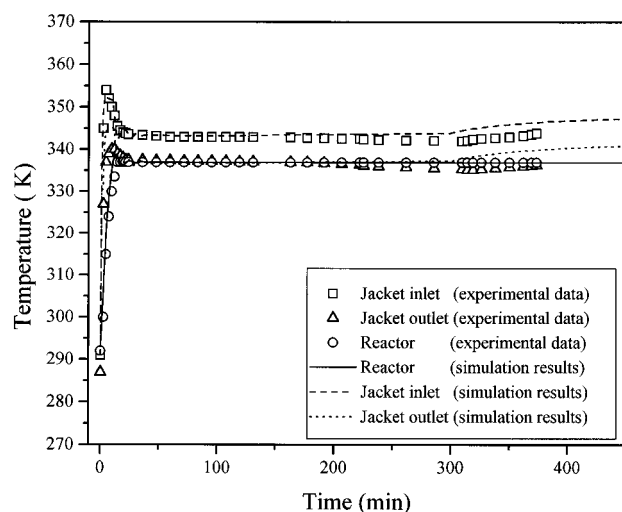 370
360
350
340
330
320
310
300
290
280
270
Temperature ( K)
Jacket inlet (experimental data)
Jacket outlet (experimental data)
Reactor (experimental data)
Reactor (simulation results)
Jacket inlet (simulation results)
Jacket outlet (simulation results)
0 100 200 300 400
Time (min)